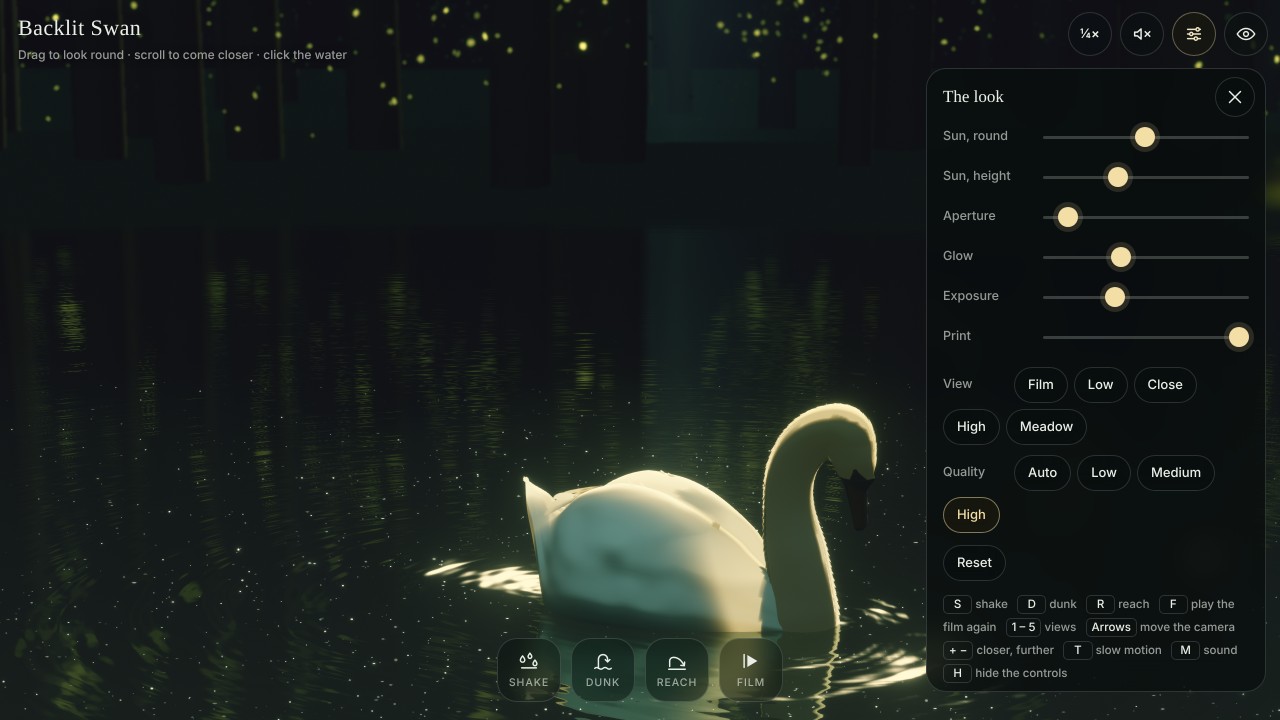 Backlit Swan
Drag to look round · scroll to come closer · click the water
¼×
The look
Sun, round
Sun, height
Aperture
Glow
Exposure
Print
View Film Low Close
High Meadow
Quality Auto Low Medium
High
Reset
S shake D dunk R reach F play the
film again 1 – 5 views Arrows move the camera
+ − closer, further T slow motion M sound
H hide the controls
SHAKE DUNK REACH FILM